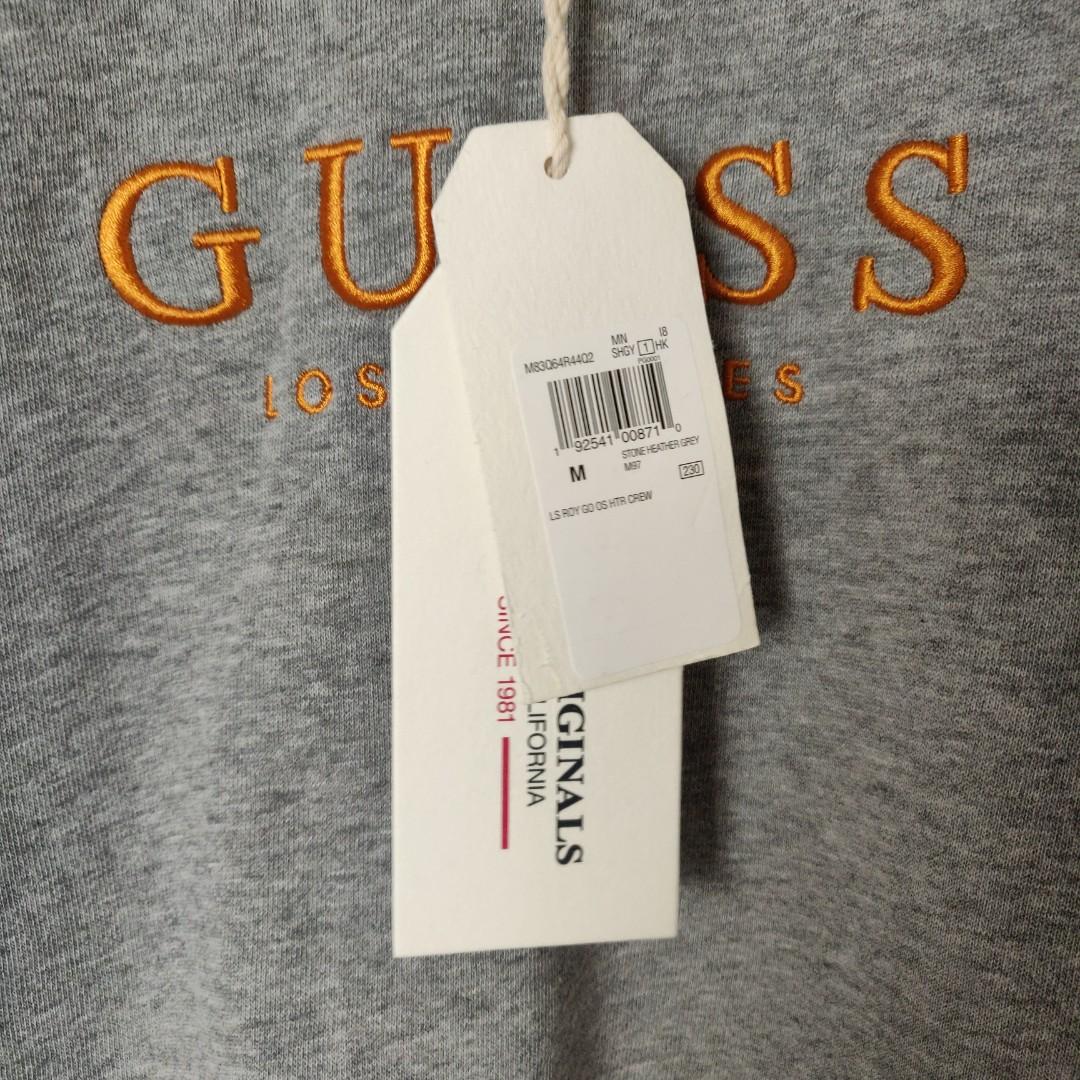 GU SS
LOS ES
MN I8
M83Q64R44Q2 SHGY 1 HK
PG0001
1 92541 00871 0
M STONE HEATHER GREY
M97 230
LS ROY GO OS HTR CREW
IGINALS
LIFORNIA
SINCE 1981